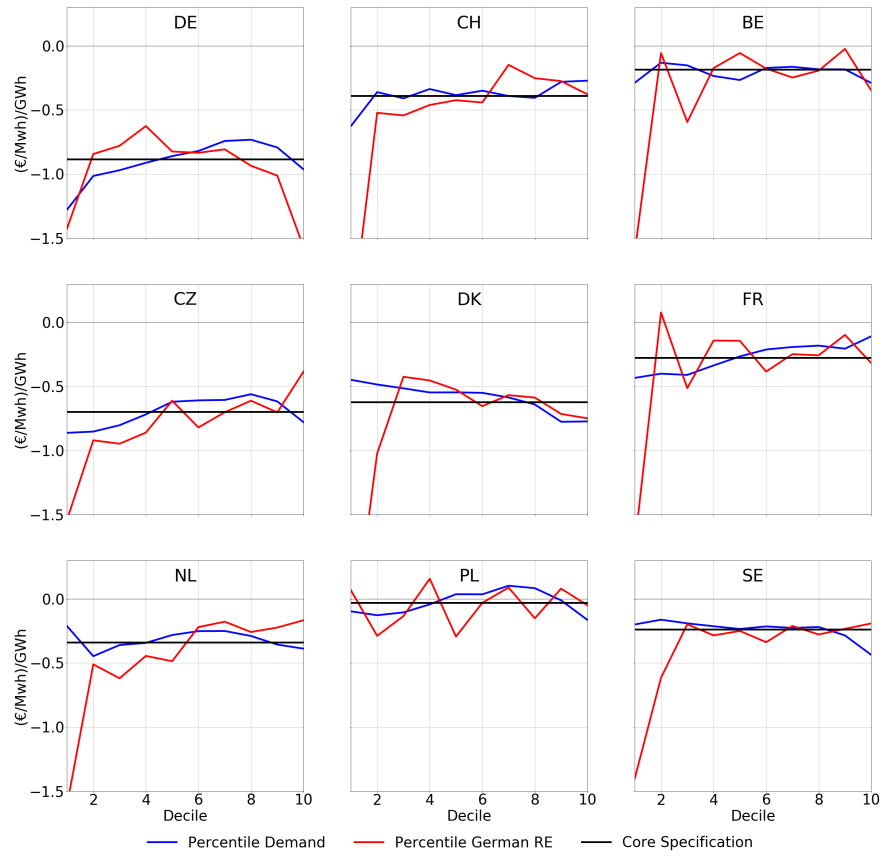 DE CH BE
0.0
−0.5
−1.0
−1.5
(€/Mwh)/GWh
CZ DK FR
0.0
−0.5
−1.0
−1.5
(€/Mwh)/GWh
NL PL SE
0.0
−0.5
−1.0
−1.5
(€/Mwh)/GWh
2 4 6 8 10 2 4 6 8 10 2 4 6 8 10
Decile Decile Decile
Percentile Demand Percentile German RE Core Specification